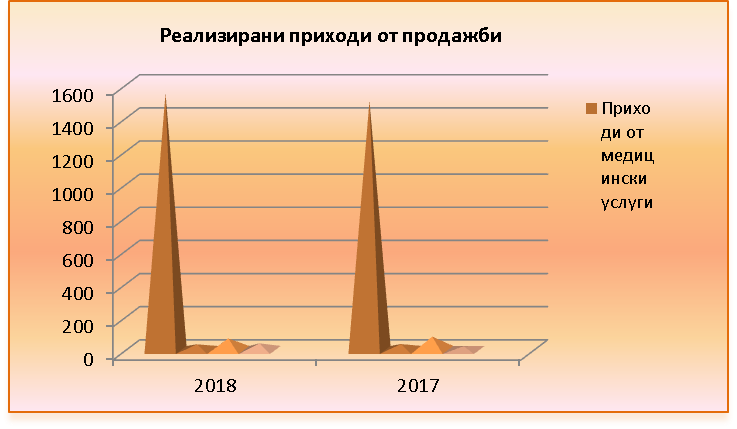 Реализирани приходи от продажби
1600
1400
1200
1000
800
600
400
200
0
2018
2017
Прихо
ди от
медиц
ински
услуги